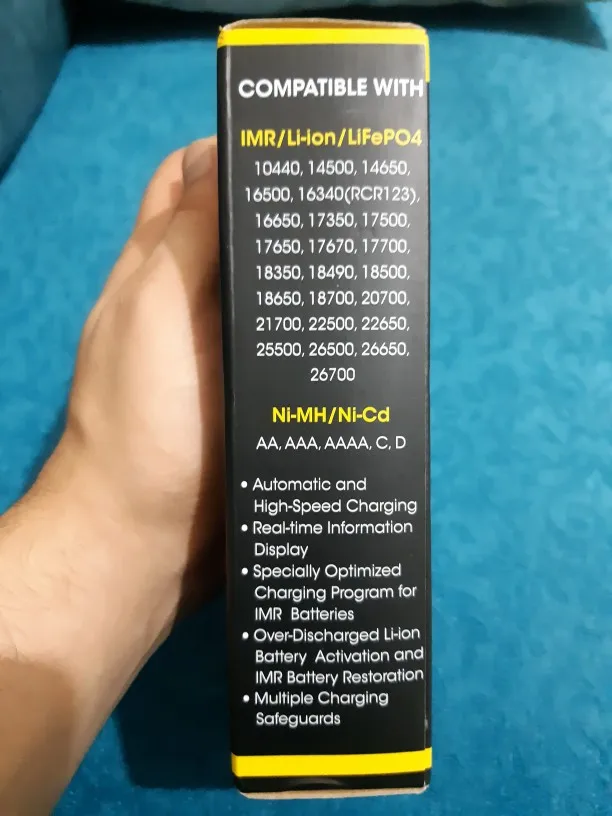 COMPATIBLE WITH
IMR/Li-ion/LiFePO4
10440, 14500, 14650,
16500, 16340(RCR123),
16650, 17350, 17500,
17650, 17670, 17700,
18350, 18490, 18500,
18650, 18700, 20700,
21700, 22500, 22650,
25500, 26500, 26650,
26700
Ni-MH/Ni-Cd
AA, AAA, AAAA, C, D
• Automatic and
High-Speed Charging
• Real-time Information
Display
• Specially Optimized
Charging Program for
IMR Batteries
• Over-Discharged Li-ion
Battery Activation and
IMR Battery Restoration
• Multiple Charging
Safeguards